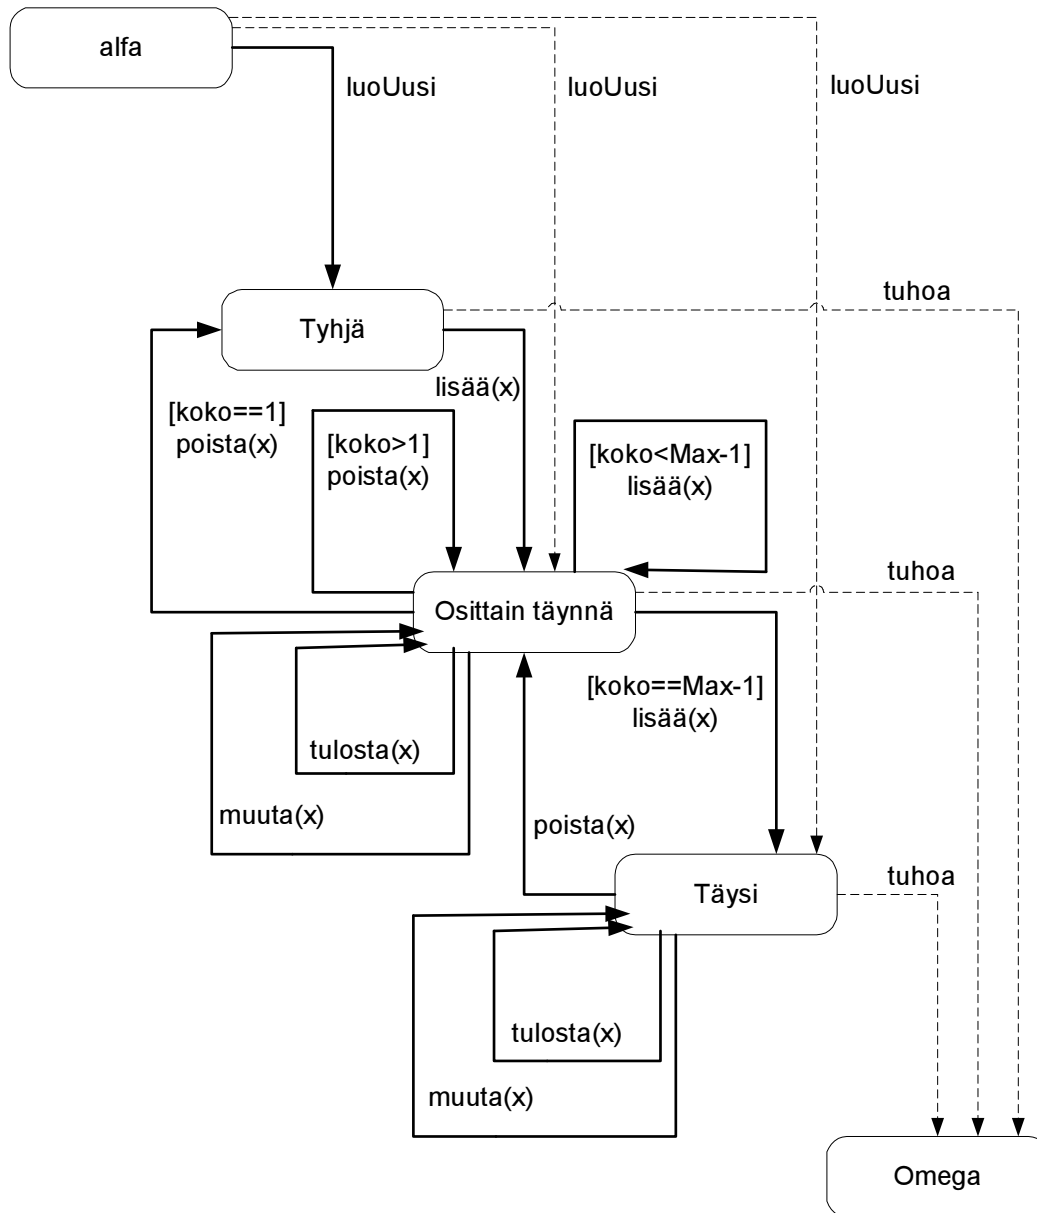 alfa
luoUusi
luoUusi
luoUusi
tuhoa
Tyhjä
lisää(x)
[koko==1]
poista(x)
[koko>1]
poista(x)
[koko<Max-1]
lisää(x)
tuhoa
Osittain täynnä
[koko==Max-1]
lisää(x)
tulosta(x)
muuta(x)
poista(x)
tuhoa
Täysi
tulosta(x)
muuta(x)
Omega